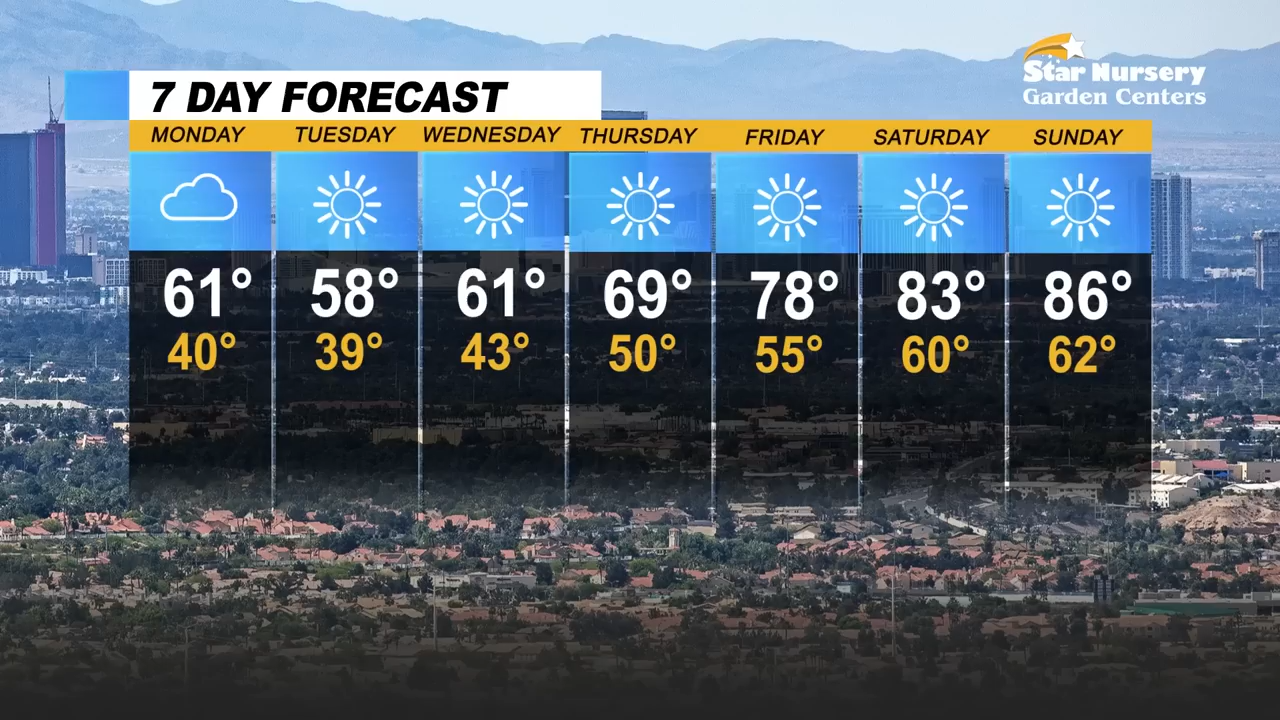 Star Nursery
Garden Centers
7 DAY FORECAST
MONDAY TUESDAY WEDNESDAY THURSDAY FRIDAY SATURDAY SUNDAY
61° 58° 61° 69° 78° 83° 86°
40° 39° 43° 50° 55° 60° 62°